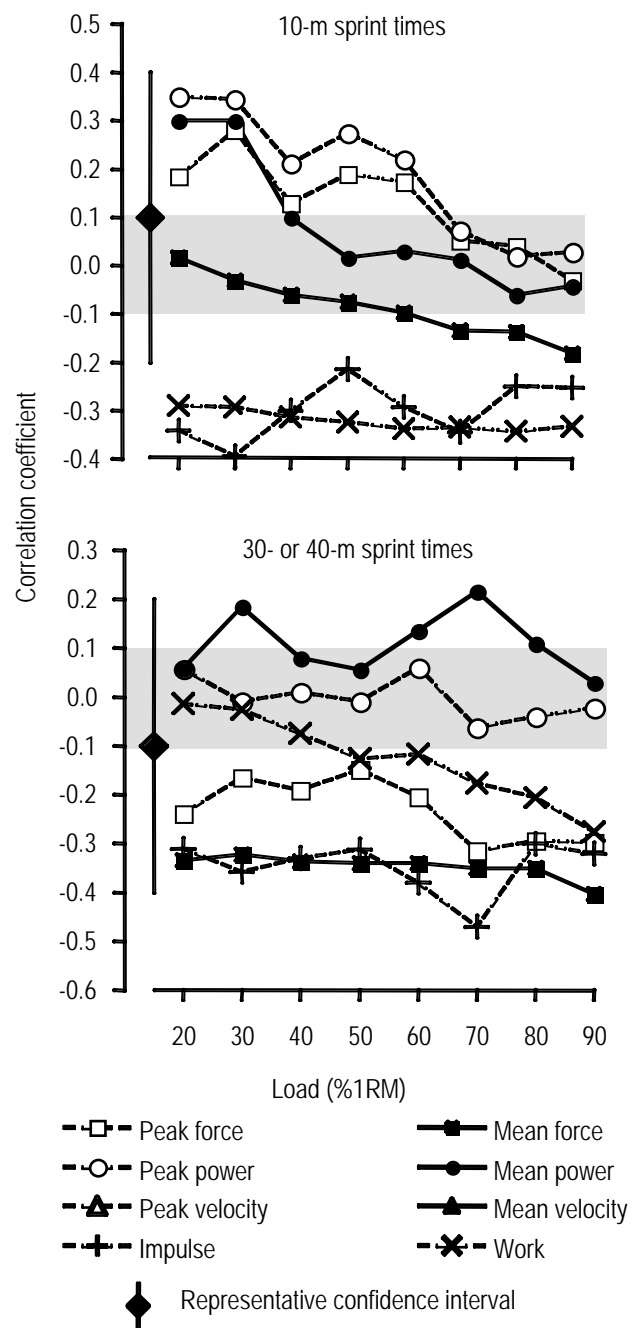 10-m sprint times
0.5
0.4
0.3
0.2
0.1
0.0
-0.1
-0.2
-0.3
-0.4
Correlation coefficient
30- or 40-m sprint times
0.3
0.2
0.1
0.0
-0.1
-0.2
-0.3
-0.4
-0.5
-0.6
20 30 40 50 60 70 80 90
Load (%1RM)
Peak force Mean force
Peak power Mean power
Peak velocity Mean velocity
Impulse Work
Representative confidence interval